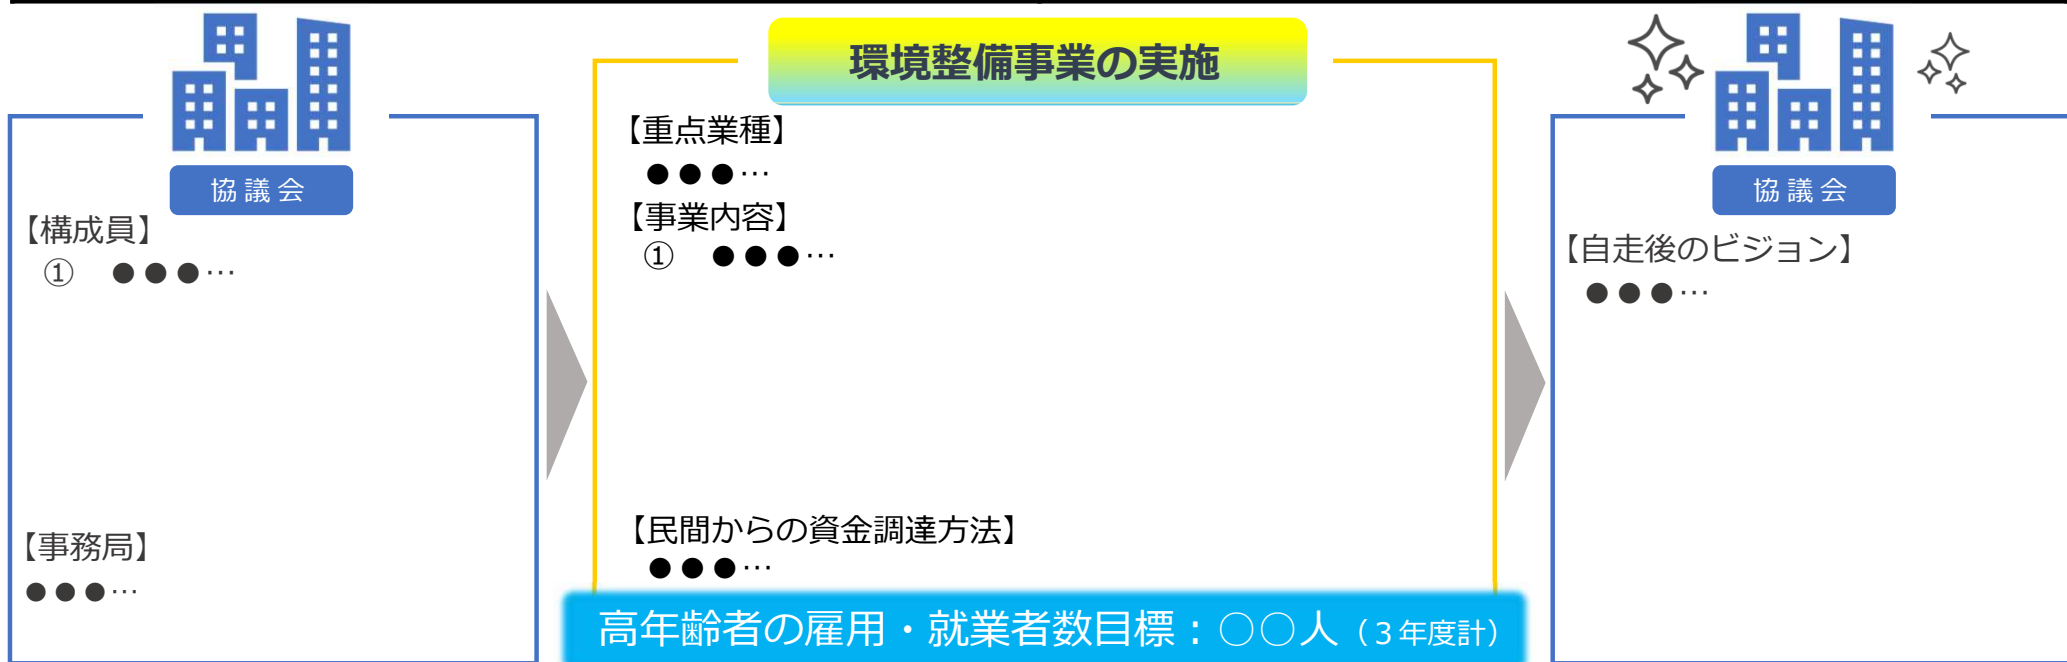 協議会
【構成員】
① ●●●…
【事務局】
●●●…
環境整備事業の実施
【重点業種】
●●●…
【事業内容】
① ●●●…
【民間からの資金調達方法】
●●●…
高年齢者の雇用・就業者数目標：○○人（３年度計）
協議会
【自走後のビジョン】
●●●…